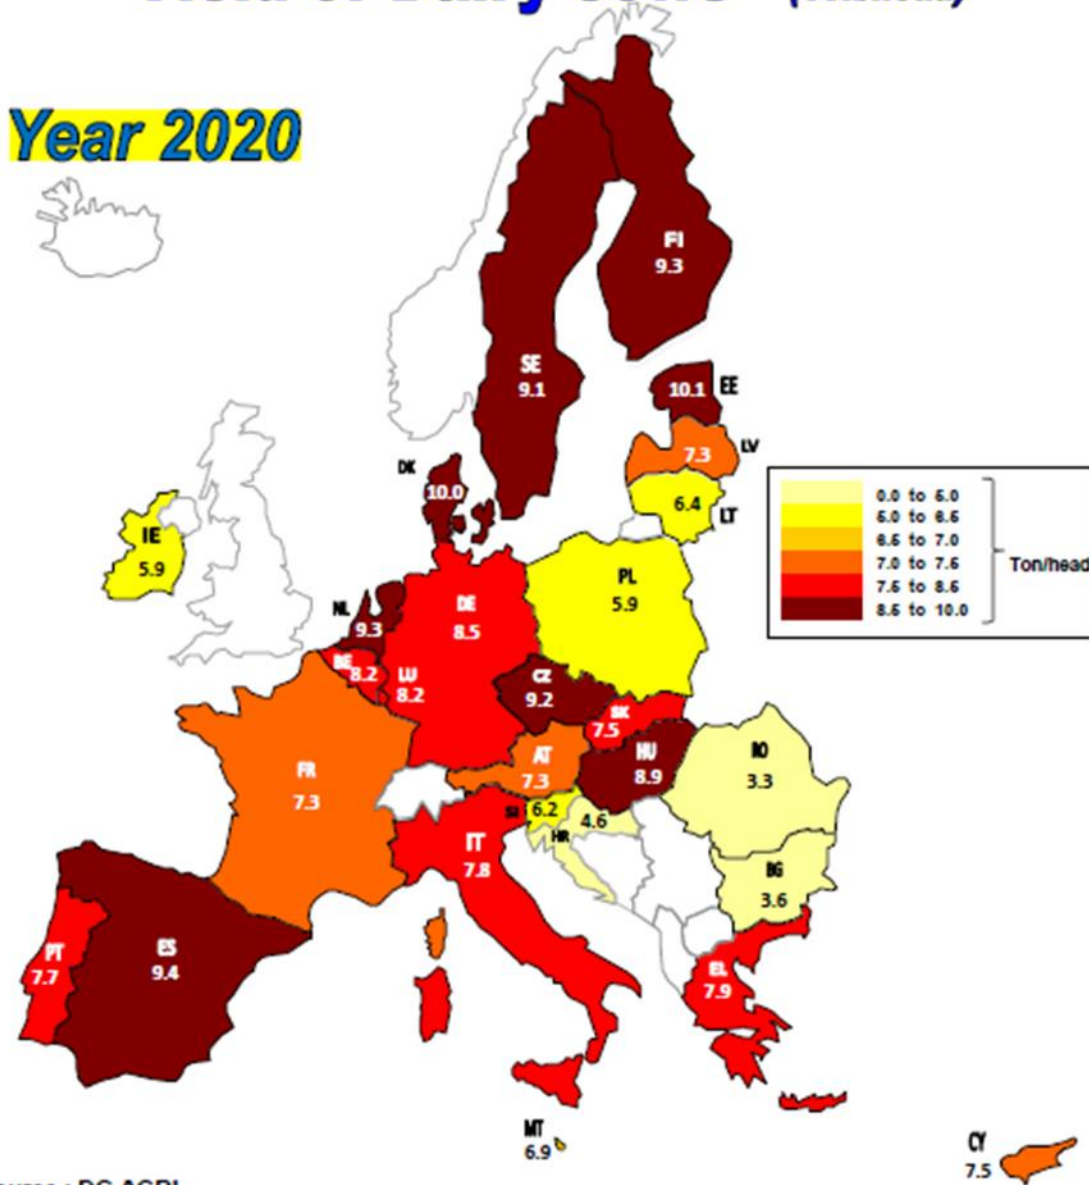 Year 2020
FI
9.3
SE
9.1
10.1 EE
LV
7.3
DK
10.0
6.4
LT
IE
5.9
0.0 to 5.0
5.0 to 6.5
6.5 to 7.0
7.0 to 7.5
7.5 to 8.5
8.5 to 10.0
Ton/head
PL
5.9
NL
9.3
DE
8.5
BE
8.2
LU
8.2
CZ
9.2
SK
7.5
AT
7.3
HU
8.9
RO
3.3
FR
7.3
SI 6.2
4.6
HR
IT
7.8
BG
3.6
PT
7.7
ES
9.4
EL
7.9
MT
6.9
CY
7.5